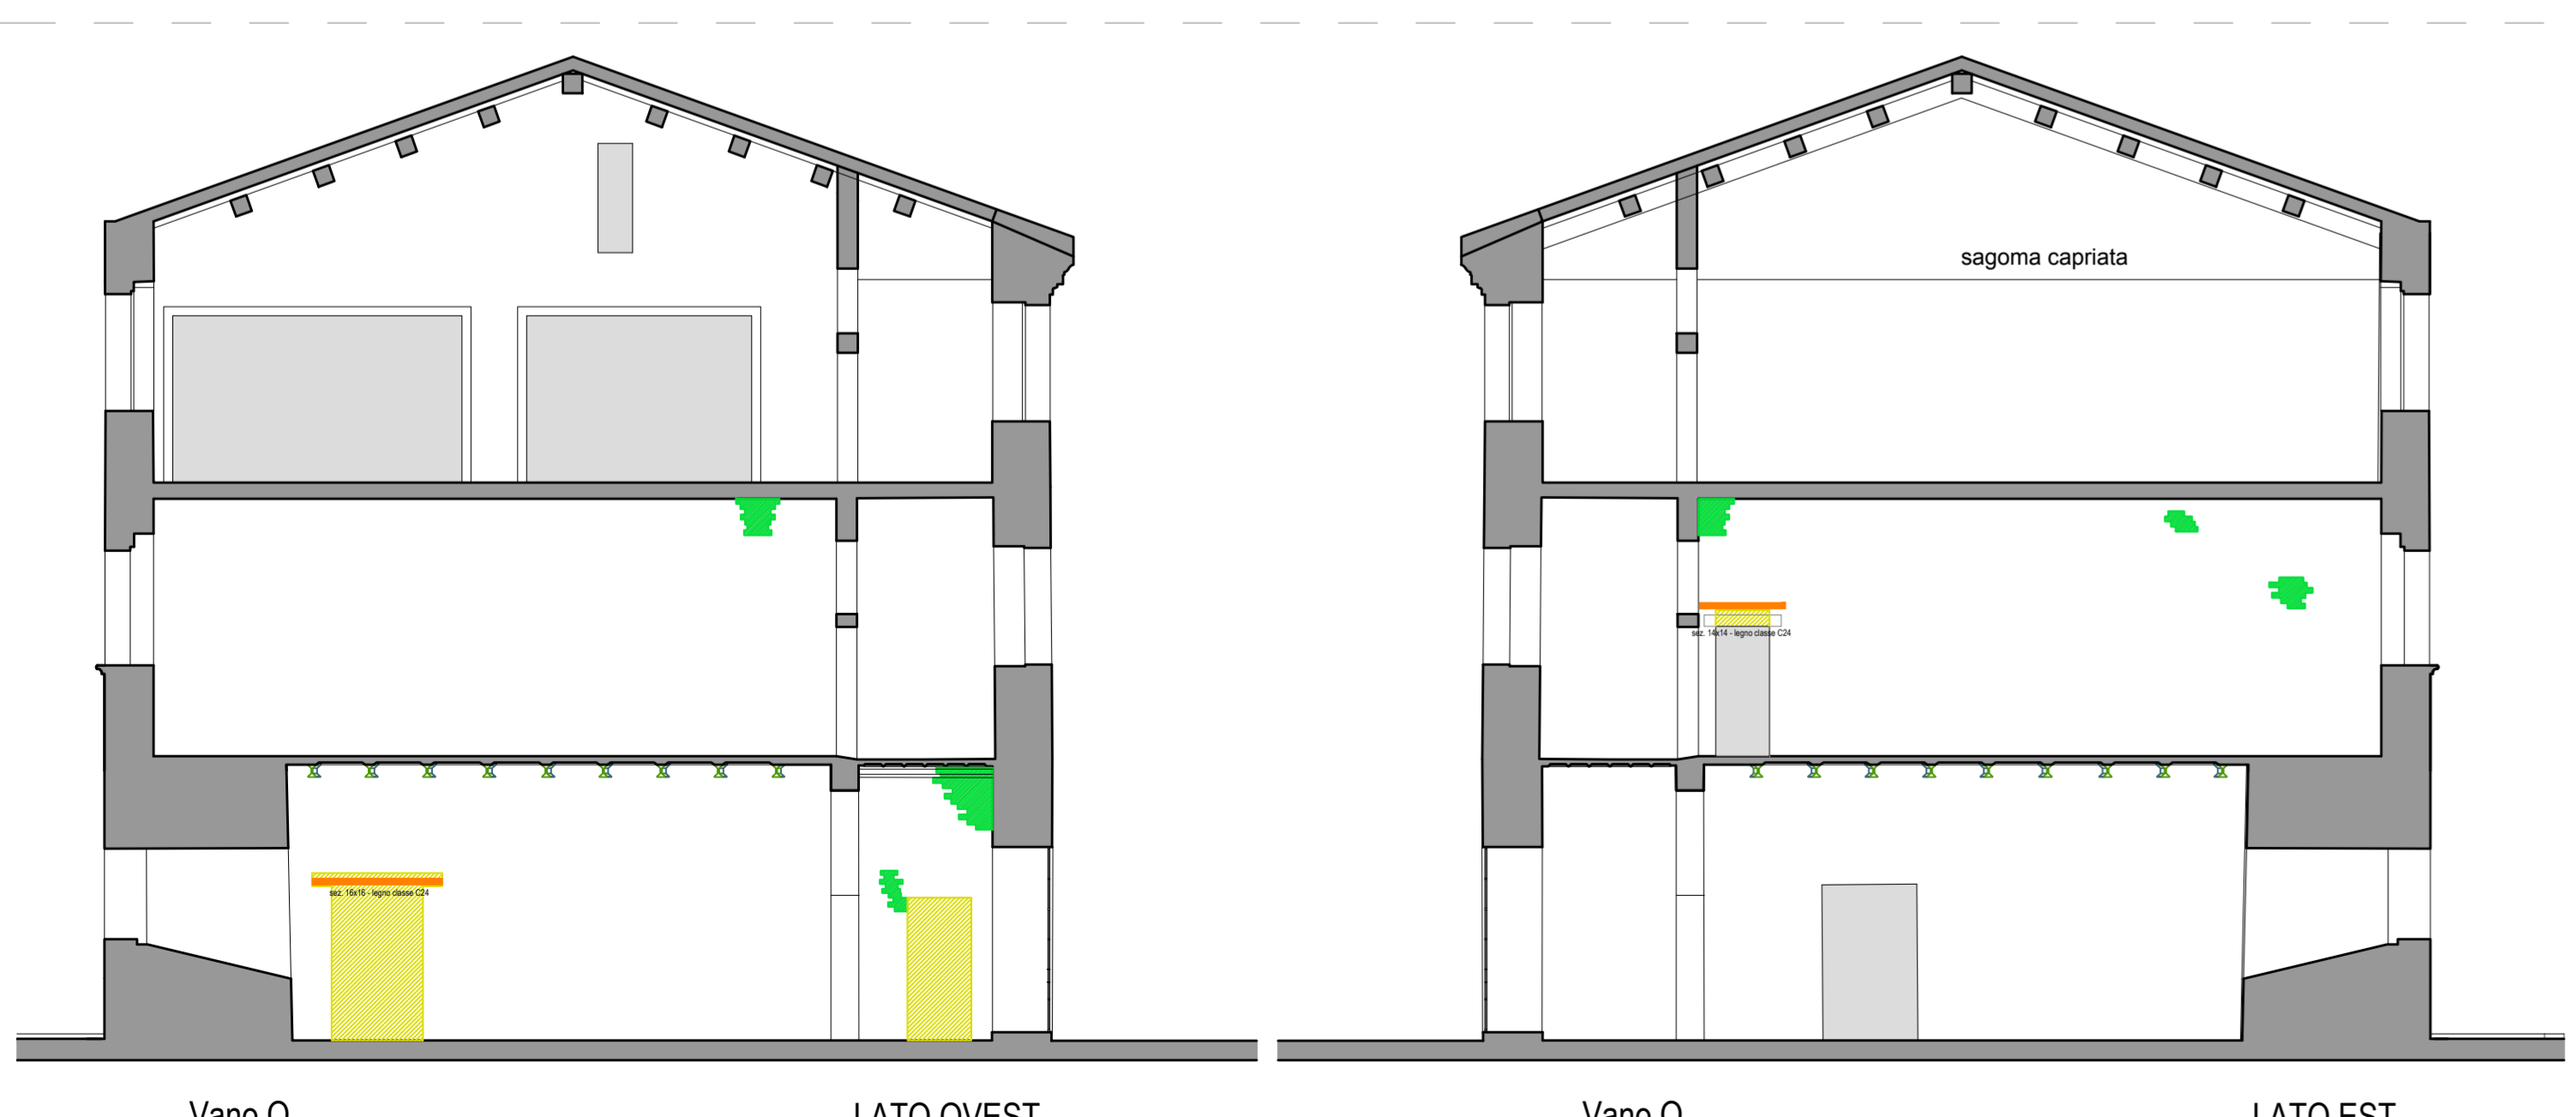 sagoma capriata
sez. 14x14 - legno classe C24
sez. 16x16 - legno classe C24
Vano O
LATO OVEST
Vano O
LATO EST